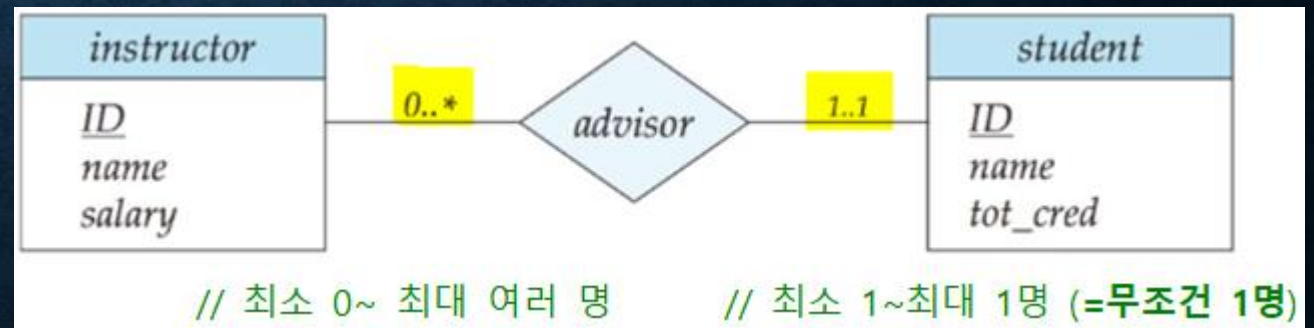 instructor
ID
name
salary
0..*
advisor
1..1
student
ID
name
tot_cred
// 최소 0~ 최대 여러 명
// 최소 1~최대 1명 (=무조건 1명)